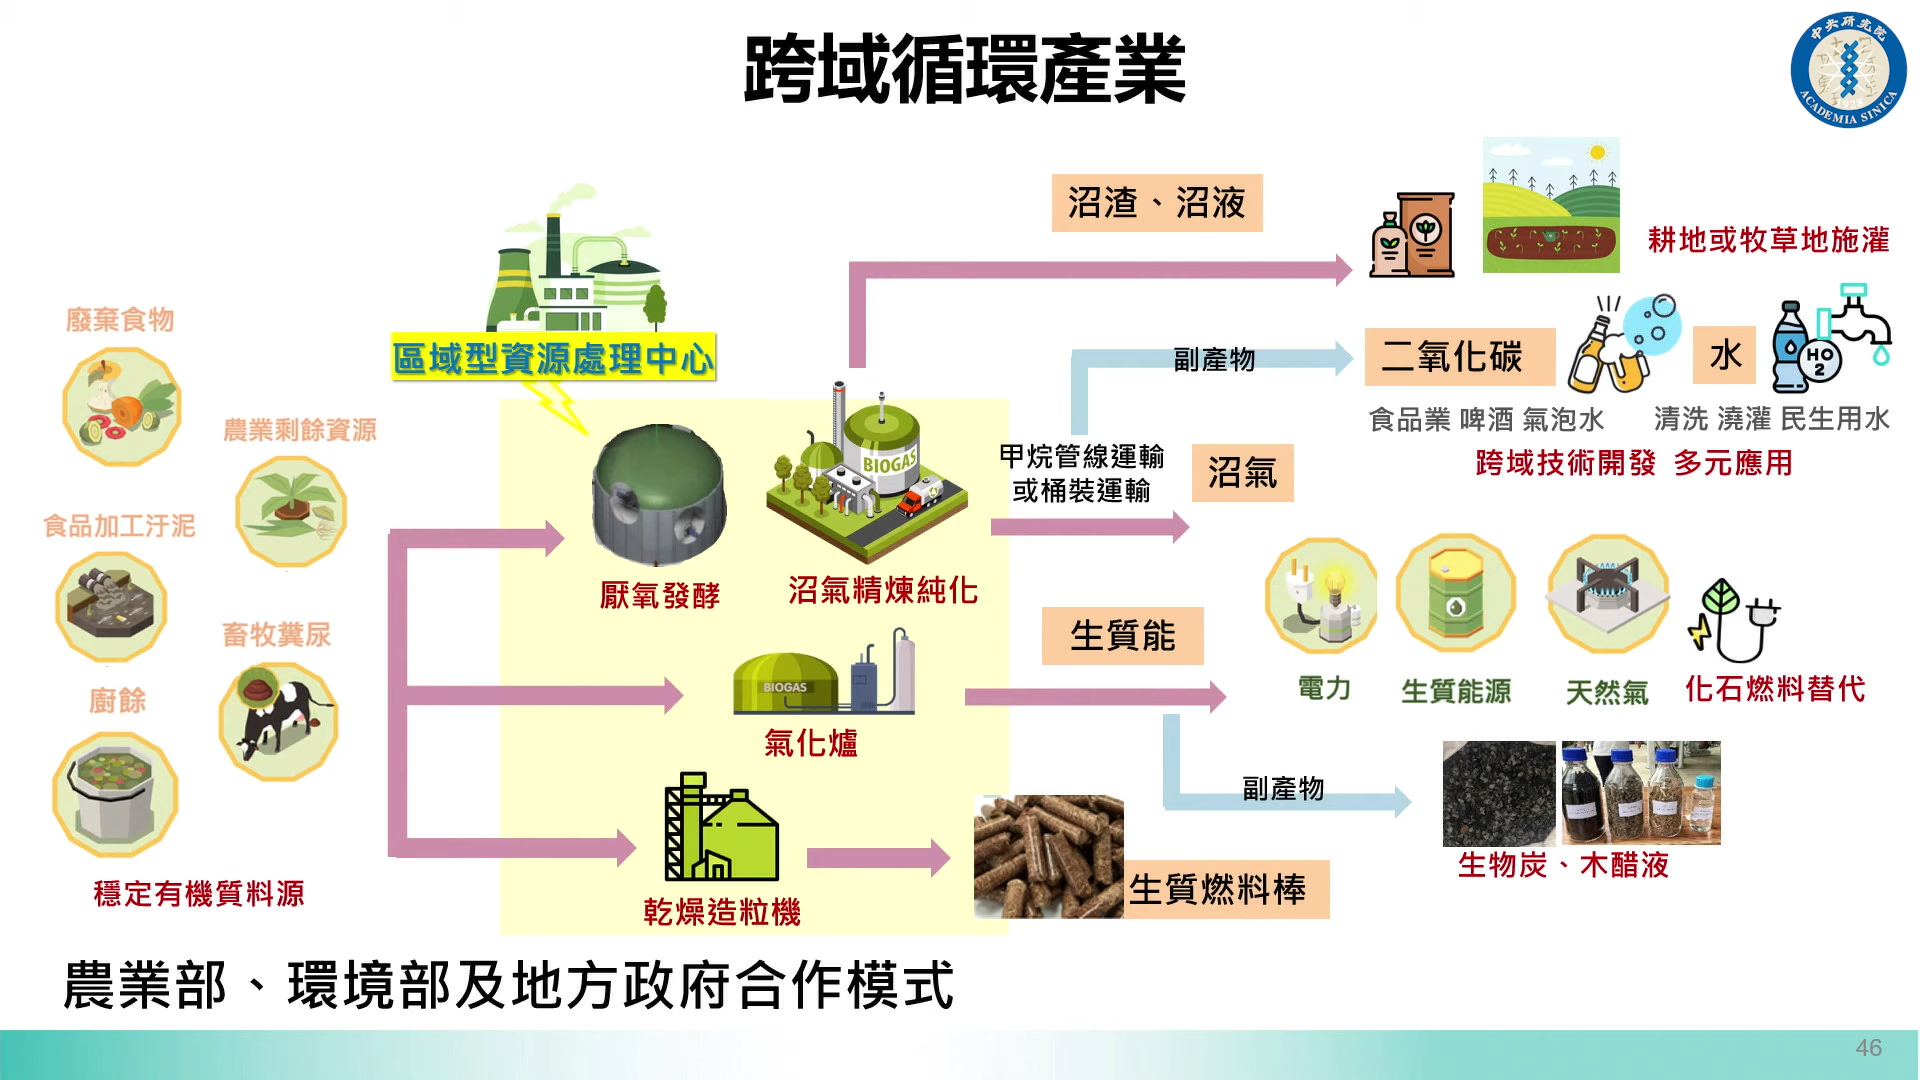 跨域循環產業
中央研究院
ACADEMIA SINICA
沼渣、沼液
耕地或牧草地施灌
廢棄食物
區域型資源處理中心
副產物
二氧化碳
水
H2O
食品業 啤酒 氣泡水
清洗 澆灌 民生用水
農業剩餘資源
BIOGAS
甲烷管線運輸
或桶裝運輸
沼氣
跨域技術開發 多元應用
食品加工汙泥
厭氧發酵
沼氣精煉純化
畜牧糞尿
生質能
廚餘
BIOGAS
電力
生質能源
天然氣
化石燃料替代
氣化爐
副產物
生物炭、木醋液
穩定有機質料源
乾燥造粒機
生質燃料棒
農業部、環境部及地方政府合作模式
46